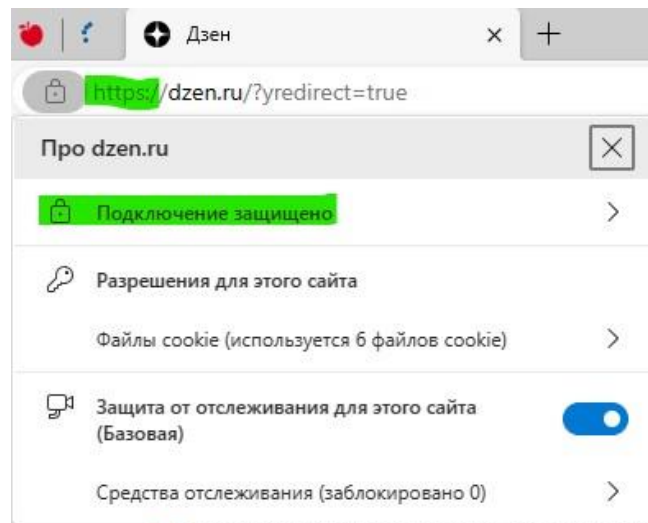 Дзен
https://dzen.ru/?yredirect=true
Про dzen.ru
Подключение защищено
Разрешения для этого сайта
Файлы cookie (используется 6 файлов cookie)
Защита от отслеживания для этого сайта
(Базовая)
Средства отслеживания (заблокировано 0)